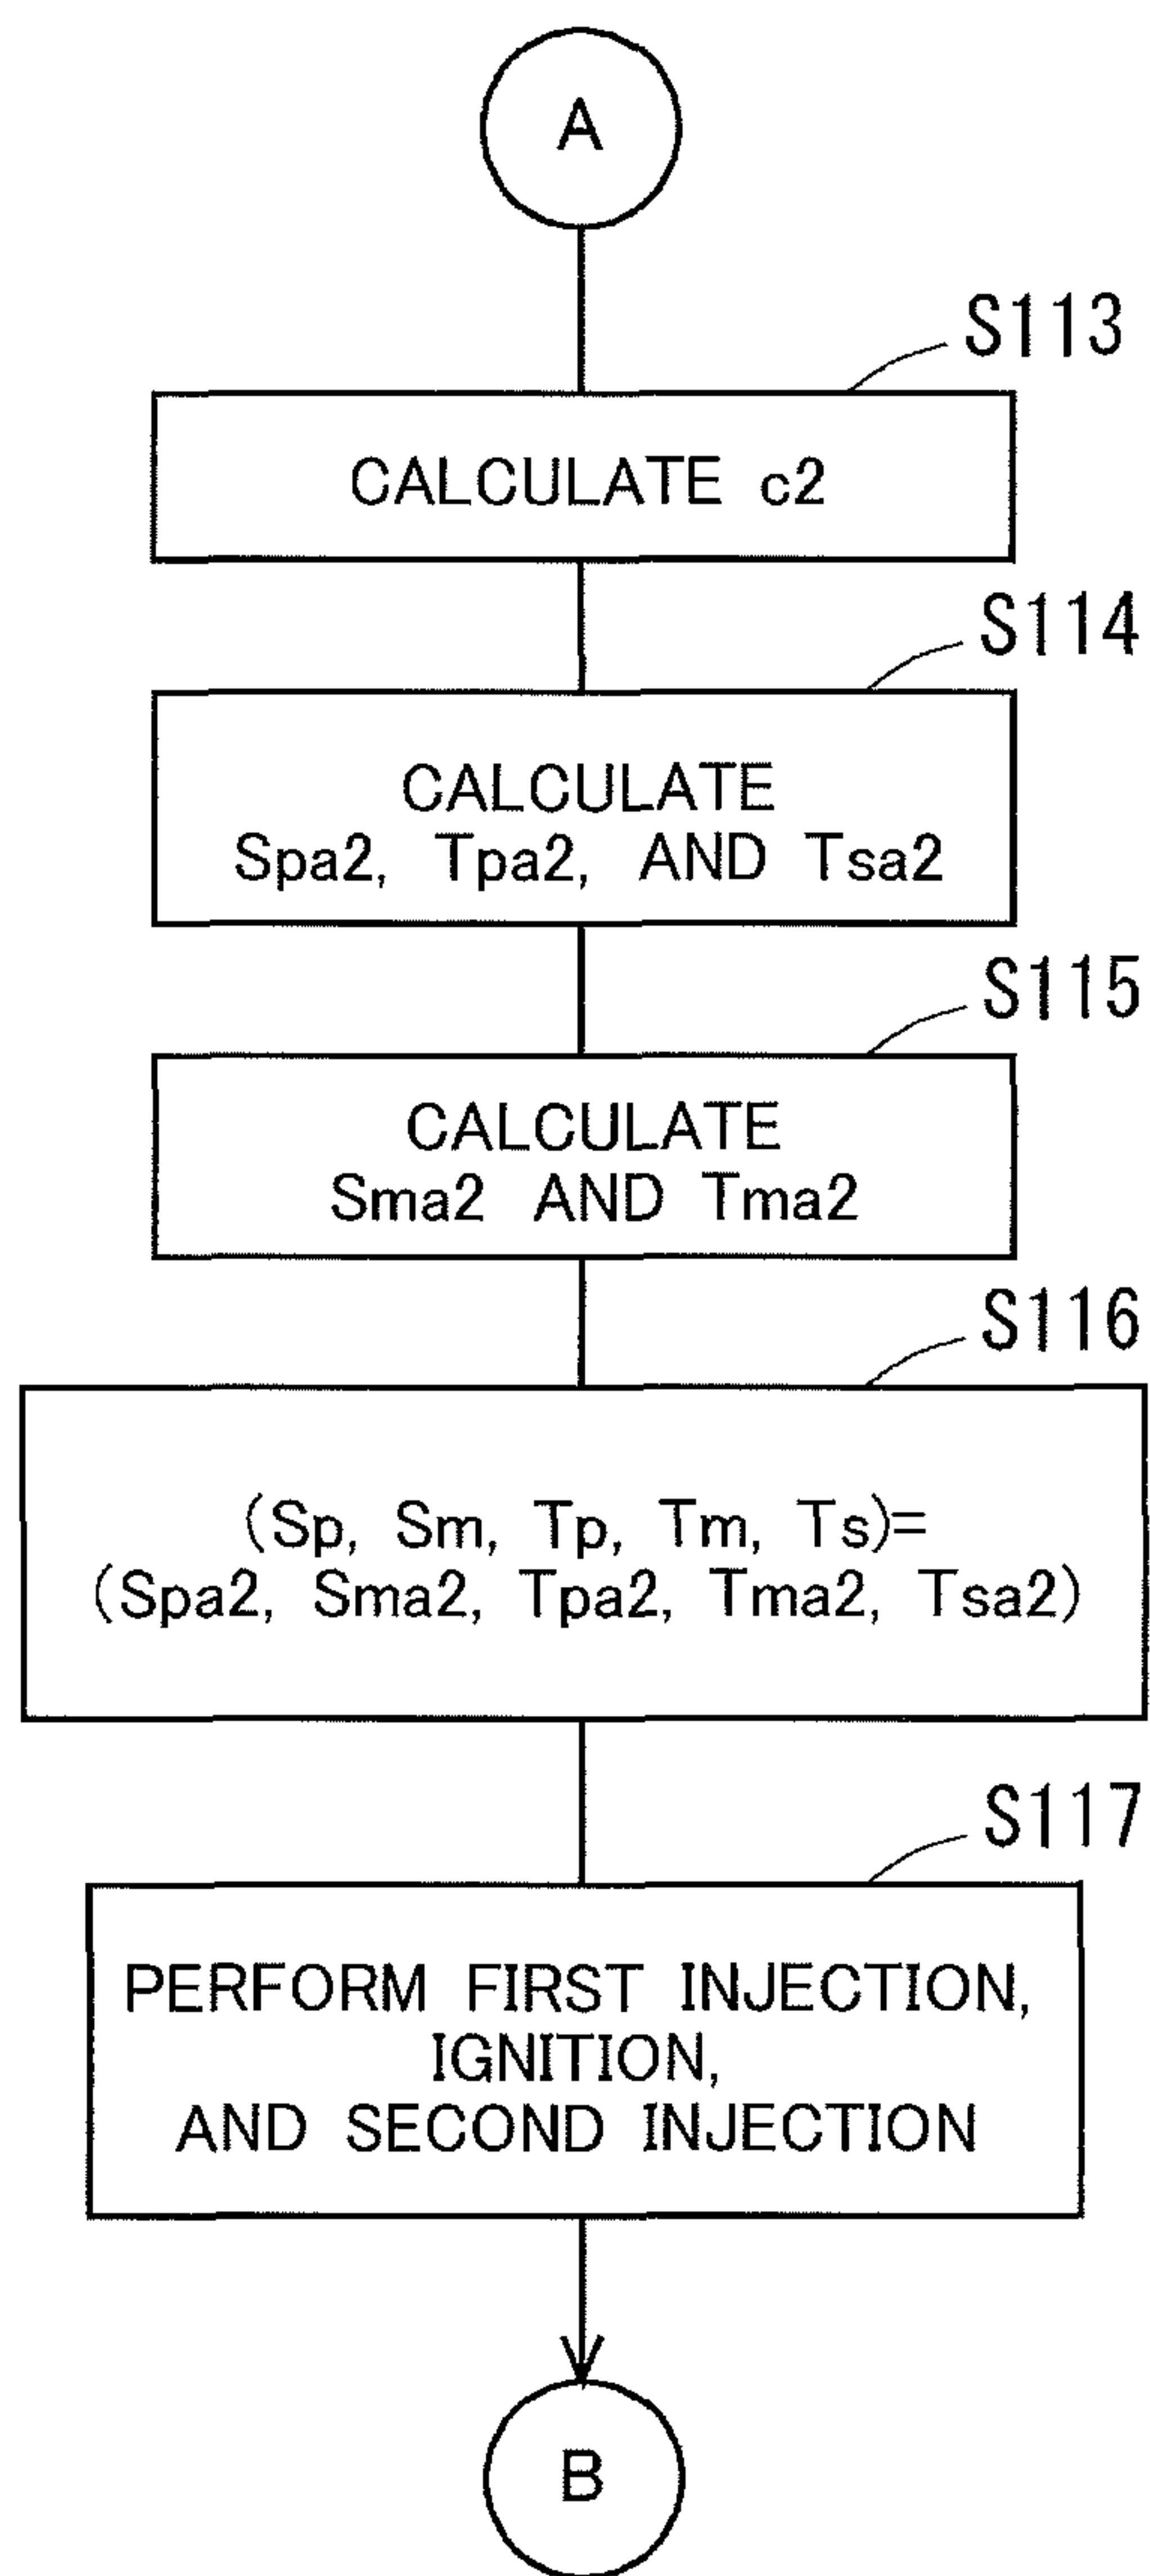 A
S113
CALCULATE c2
S114
CALCULATE
Spa2, Tpa2, AND Tsa2
S115
CALCULATE
Sma2 AND Tma2
S116
(Sp, Sm, Tp, Tm, Ts)=
(Spa2, Sma2, Tpa2, Tma2, Tsa2)
S117
PERFORM FIRST INJECTION,
IGNITION,
AND SECOND INJECTION
B